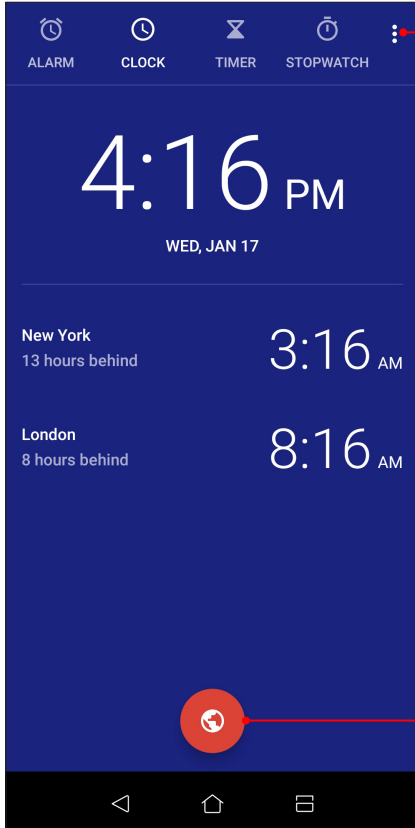 ALARM CLOCK TIMER STOPWATCH
4:16 PM
WED, JAN 17
New York
13 hours behind
3:16 AM
London
8 hours behind
8:16 AM